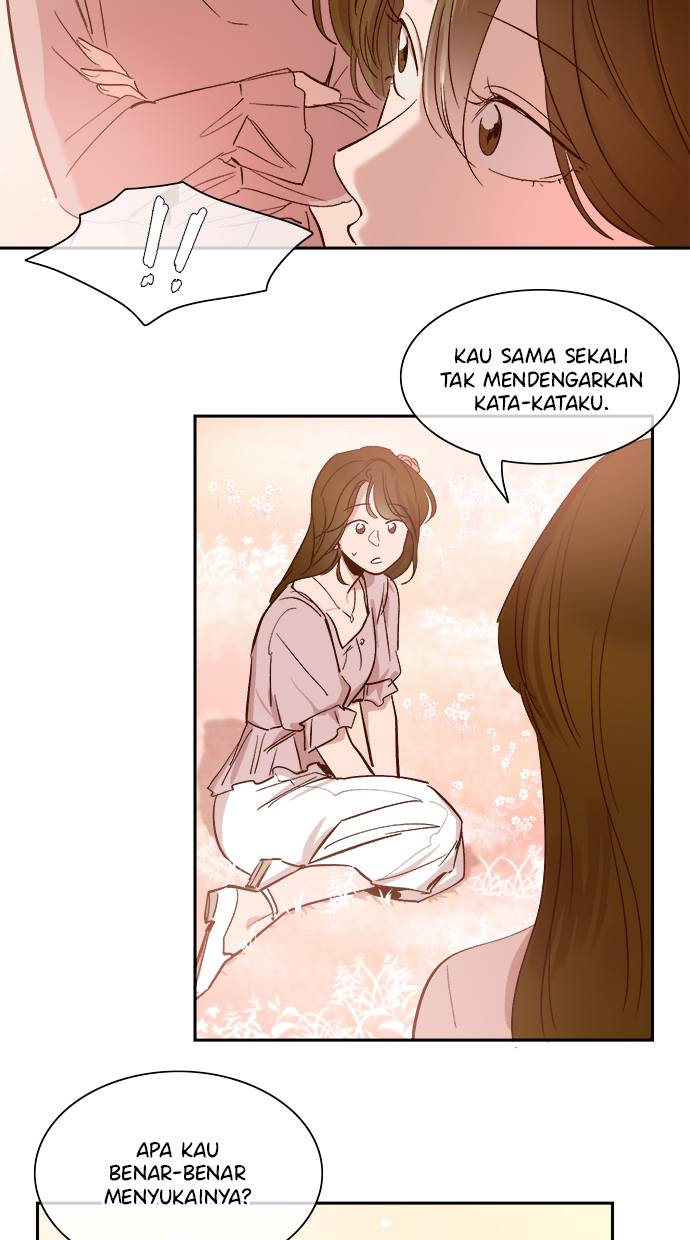 !!
KAU SAMA SEKALI
TAK MENDENGARKAN
KATA-KATAKU.
APA KAU
BENAR-BENAR
MENYUKAINYA?